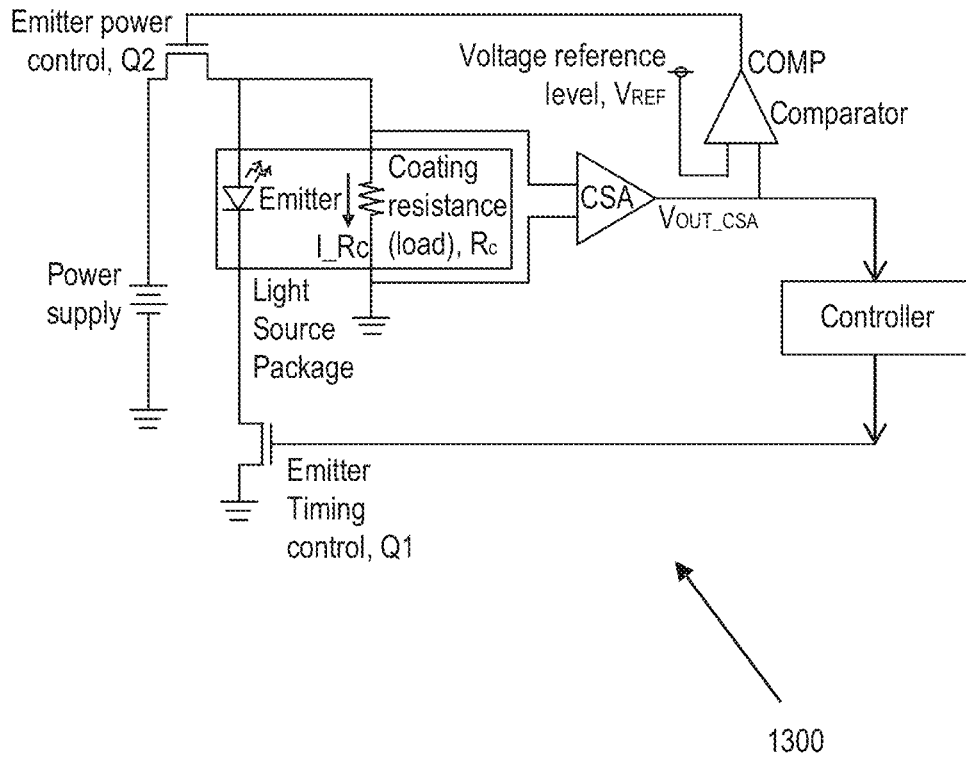 Emitter power
control, Q2
Voltage reference
level, VREF
COMP
Comparator
Emitter
Coating
resistance
(load), Rc
I_Rc
CSA
VOUT_CSA
Power
supply
Light
Source
Package
Controller
Emitter
Timing
control, Q1
1300